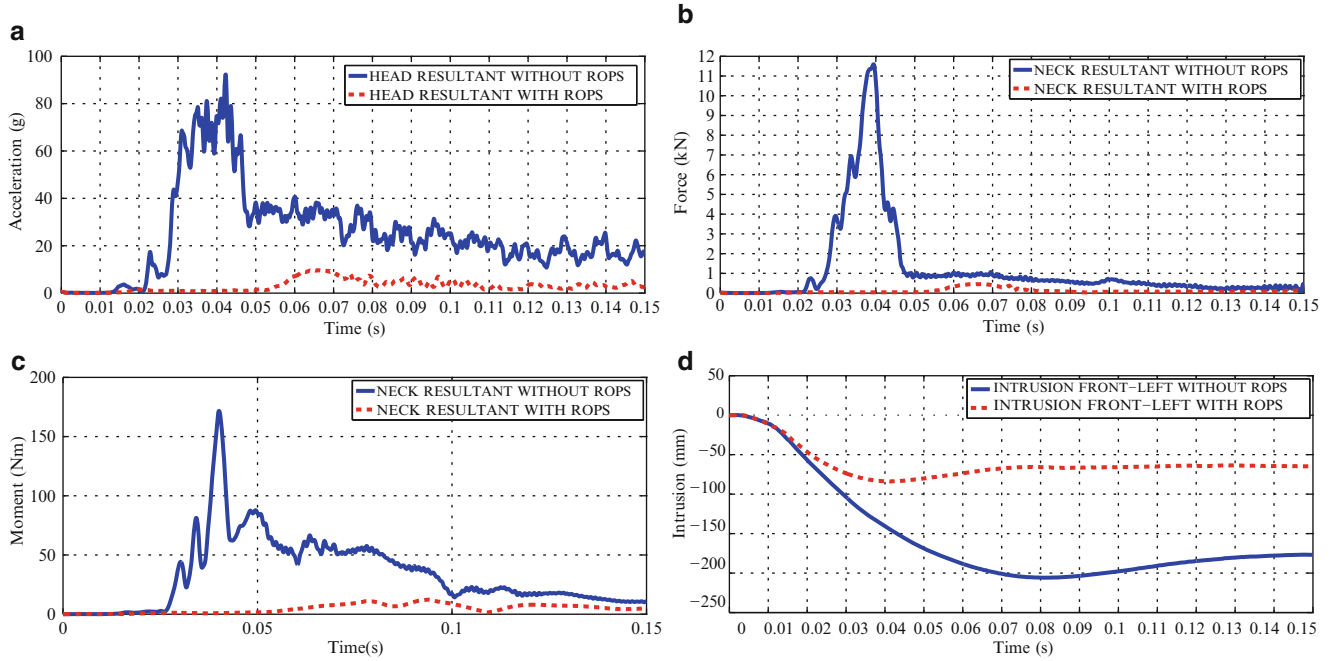 a
100
80
60
40
20
0
Acceleration (g)
HEAD RESULTANT WITHOUT ROPS
HEAD RESULTANT WITH ROPS
0 0.01 0.02 0.03 0.04 0.05 0.06 0.07 0.08 0.09 0.10 0.11 0.12 0.13 0.14 0.15
Time (s)
b
12
11
10
9
8
7
6
5
4
3
2
1
0
Force (kN)
NECK RESULTANT WITHOUT ROPS
NECK RESULTANT WITH ROPS
0 0.01 0.02 0.03 0.04 0.05 0.06 0.07 0.08 0.09 0.1 0.11 0.12 0.13 0.14 0.15
Time (s)
c
200
150
100
50
0
Moment (Nm)
NECK RESULTANT WITHOUT ROPS
NECK RESULTANT WITH ROPS
0 0.05 0.1 0.15
Time(s)
d
50
0
−50
−100
−150
−200
−250
Intrusion (mm)
INTRUSION FRONT−LEFT WITHOUT ROPS
INTRUSION FRONT−LEFT WITH ROPS
0 0.01 0.02 0.03 0.04 0.05 0.06 0.07 0.08 0.09 0.1 0.11 0.12 0.13 0.14 0.15
Time (s)